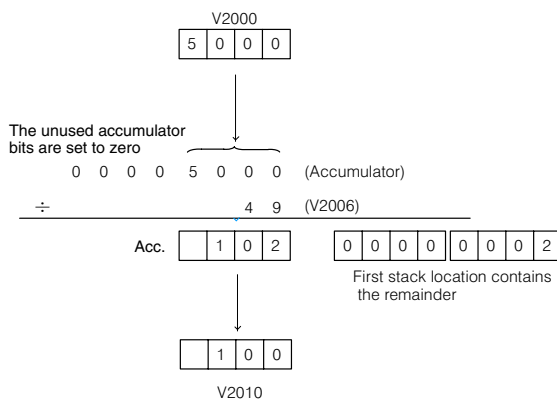 V2000
5 0 0 0
The unused accumulator
bits are set to zero
0 0 0 0 5 0 0 0 (Accumulator)
÷ 4 9 (V2006)
Acc. 1 0 2 0 0 0 0 0 0 0 2
First stack location contains
the remainder
1 0 0
V2010